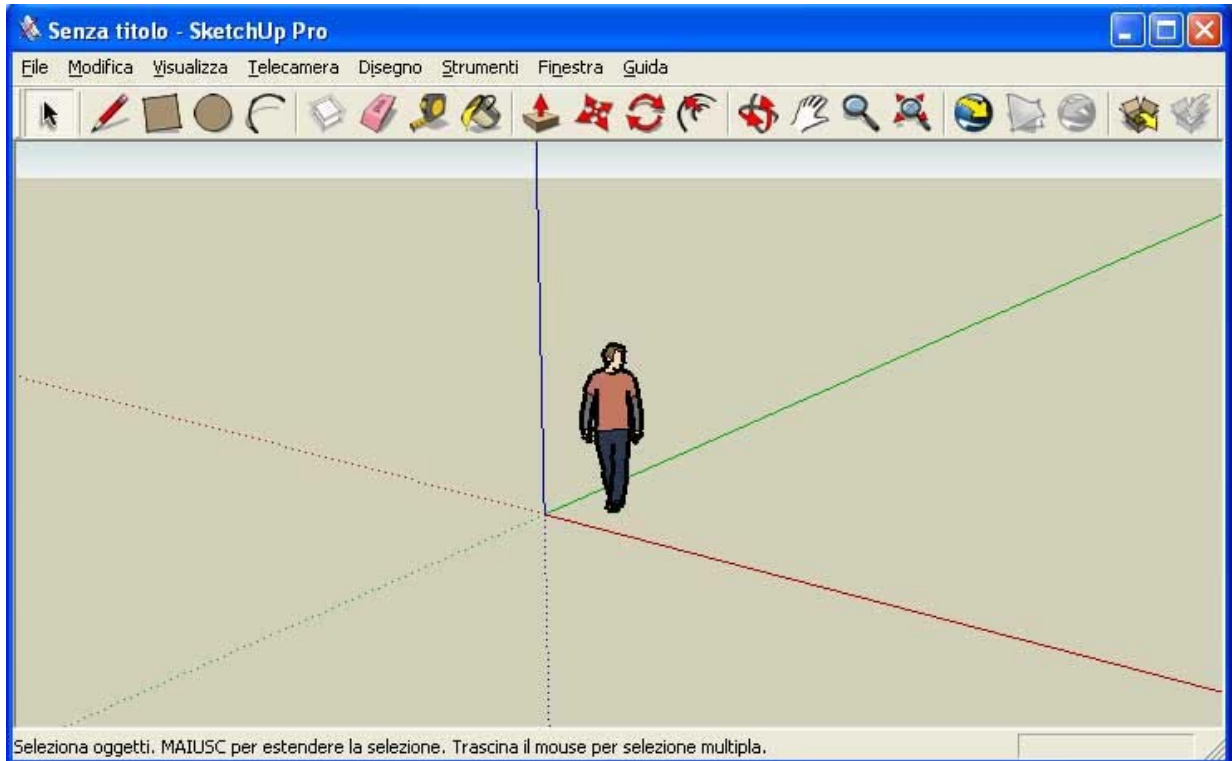 Senza titolo - SketchUp Pro
File Modifica Visualizza Telecamera Disegno Strumenti Finestra Guida
Seleziona oggetti. MAIUSC per estendere la selezione. Trascina il mouse per selezione multipla.